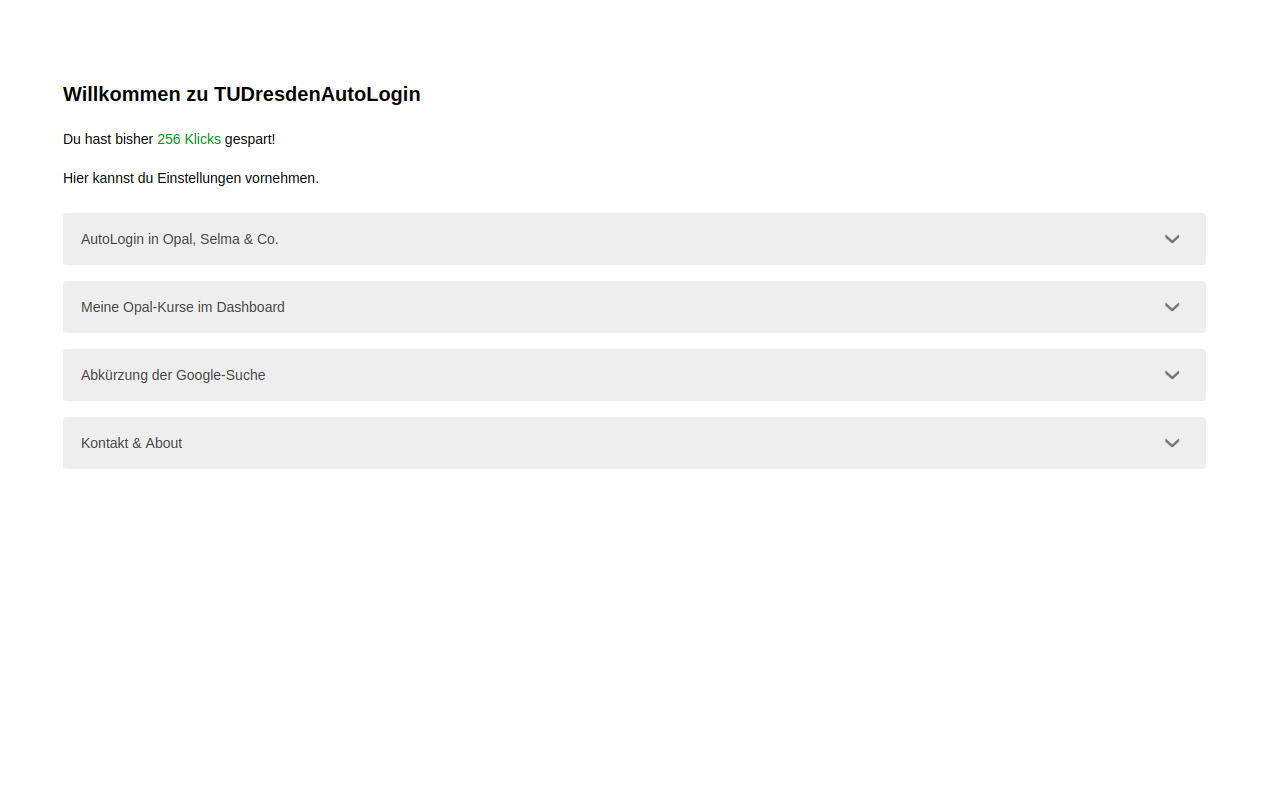 Willkommen zu TUDresdenAutoLogin
Du hast bisher 256 Klicks gespart!
Hier kannst du Einstellungen vornehmen.
AutoLogin in Opal, Selma & Co.
Meine Opal-Kurse im Dashboard
Abkürzung der Google-Suche
Kontakt & About